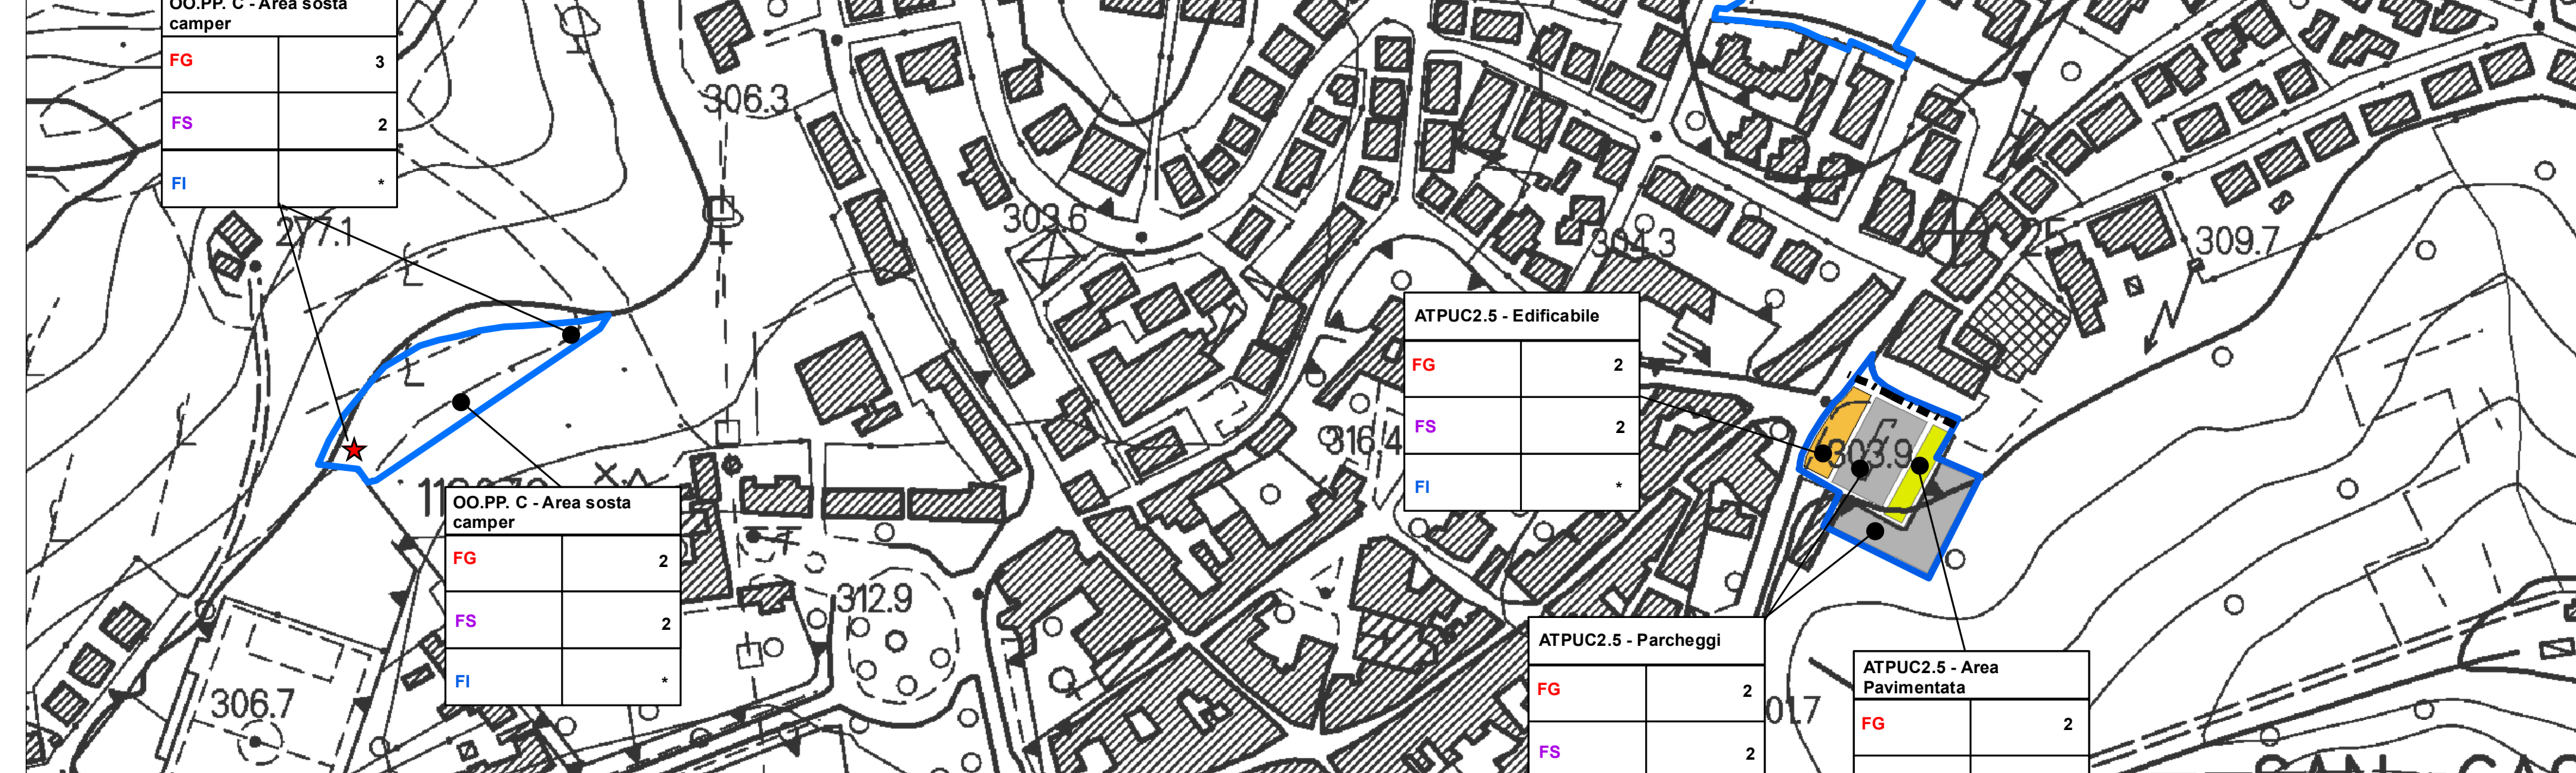 OO.PP. C - Area sosta
camper
FG 3
FS 2
FI *
306.3
277.1
303.6
304.3
309.7
ATPUC2.5 - Edificabile
FG 2
FS 2
FI *
316.4
303.9
OO.PP. C - Area sosta
camper
FG 2
FS 2
FI *
312.9
306.7
ATPUC2.5 - Parcheggi
FG 2
FS 2
ATPUC2.5 - Area
Pavimentata
FG 2